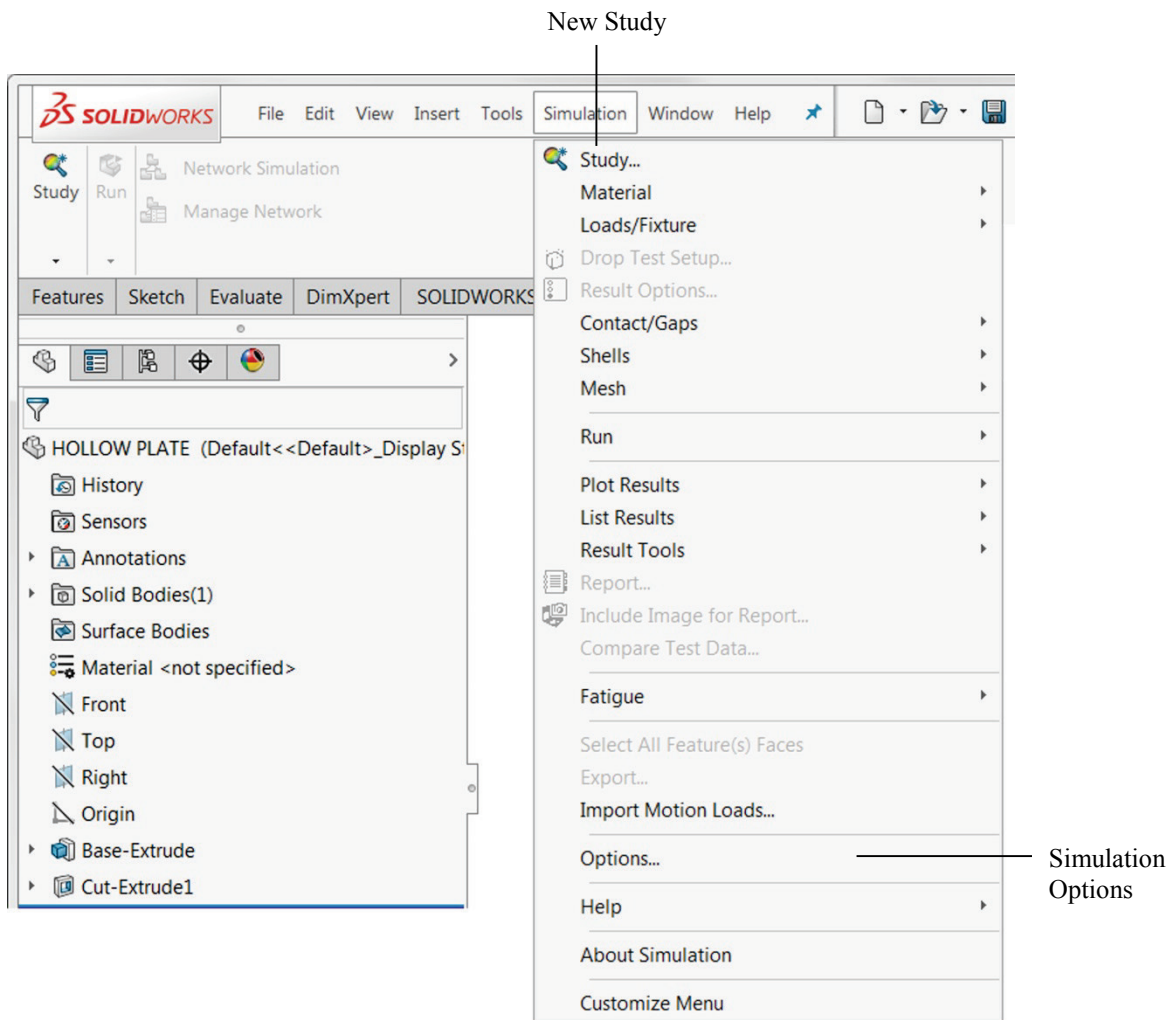 New Study
SOLIDWORKS File Edit View Insert Tools Simulation Window Help
Study Run Network Simulation
Manage Network
Features Sketch Evaluate DimXpert SOLIDWORKS
HOLLOW PLATE (Default<<Default>_Display
History
Sensors
Annotations
Solid Bodies(1)
Surface Bodies
Material <not specified>
Front
Top
Right
Origin
Base-Extrude
Cut-Extrude1
Study...
Material
Loads/Fixture
Drop Test Setup...
Result Options...
Contact/Gaps
Shells
Mesh
Run
Plot Results
List Results
Result Tools
Report...
Include Image for Report...
Compare Test Data...
Fatigue
Select All Feature(s) Faces
Export...
Import Motion Loads...
Options...
Help
About Simulation
Customize Menu
Simulation
Options